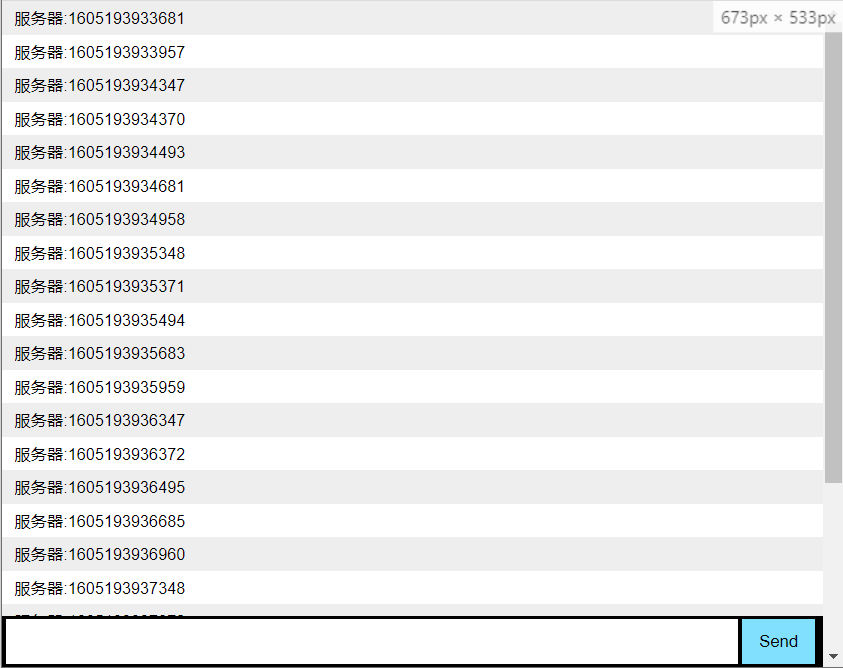 服务器:1605193933681
673px × 533px
服务器:1605193933957
服务器:1605193934347
服务器:1605193934370
服务器:1605193934493
服务器:1605193934681
服务器:1605193934958
服务器:1605193935348
服务器:1605193935371
服务器:1605193935494
服务器:1605193935683
服务器:1605193935959
服务器:1605193936347
服务器:1605193936372
服务器:1605193936495
服务器:1605193936685
服务器:1605193936960
服务器:1605193937348
Send